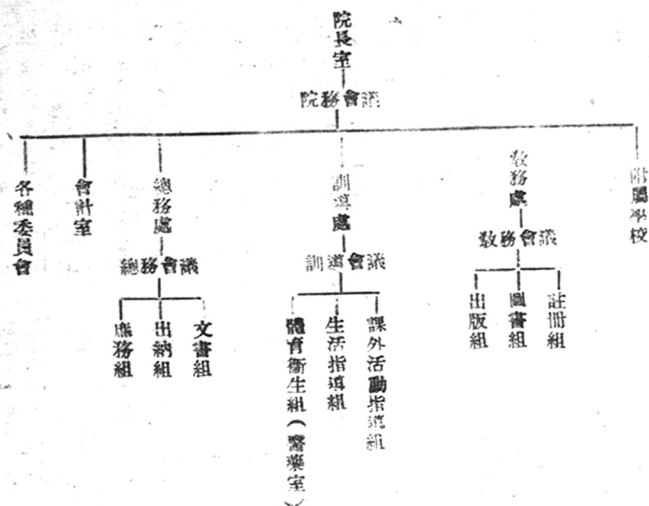 院長室
院務會議
附屬學校
教務處
教務會議
註冊組
圖書組
出版組
訓導處
訓導會議
課外活動指導組
生活指導組
體育衞生組(醫藥室)
總務處
總務會議
文書組
出納組
庶務組
會計室
各種委員會